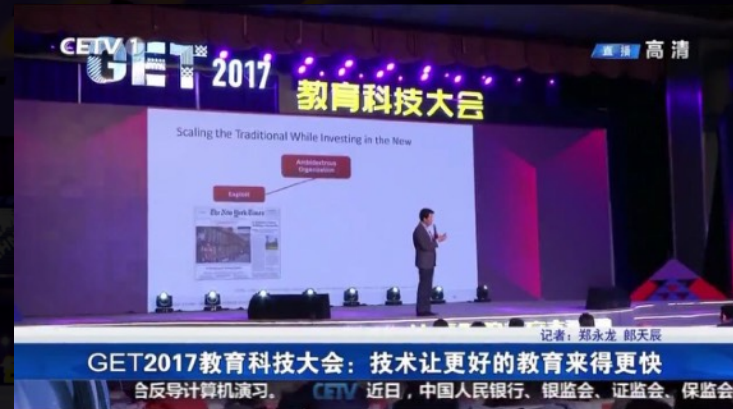 CETV 1
GET 2017
直播 高清
教育科技大会
Scaling the Traditional While Investing in the New
Ambidextrous
Organization
Exploit
The New York Times
记者：郑永龙 郎天辰
GET2017教育科技大会：技术让更好的教育来得更快
合反导计算机演习。 CETV 近日，中国人民银行、银监会、证监会、保监会